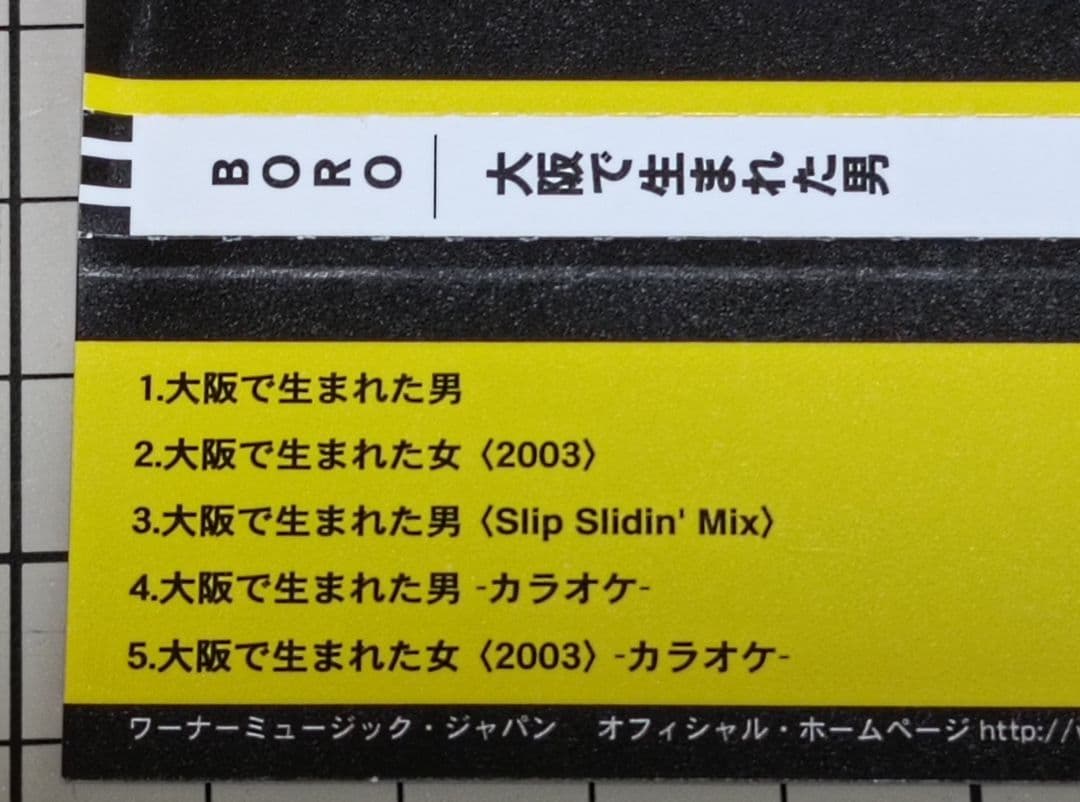 BORO | 大阪で生まれた男
1.大阪で生まれた男
2.大阪で生まれた女〈2003〉
3.大阪で生まれた男〈Slip Slidin' Mix〉
4.大阪で生まれた男 -カラオケ-
5.大阪で生まれた女〈2003〉-カラオケ-
ワーナーミュージック・ジャパン　オフィシャル・ホームページ http://